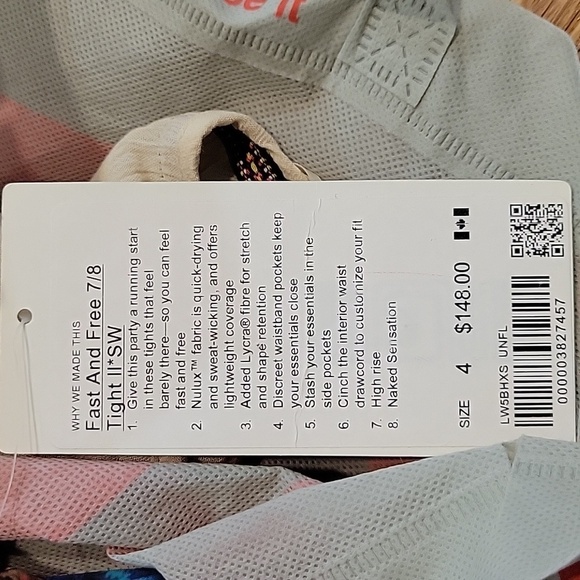 se it
WHY WE MADE THIS
Fast And Free 7/8
Tight II*SW
1. Give this party a running start
in these tights that feel
barely there—so you can feel
fast and free
2. Nulux™ fabric is quick-drying
and sweat-wicking, and offers
lightweight coverage
3. Added Lycra® fibre for stretch
and shape retention
4. Discreet waistband pockets keep
your essentials close
5. Stash your essentials in the
side pockets
6. Cinch the interior waist
drawcord to customize your fit
7. High rise
8. Naked Sensation
SIZE 4 $148.00
LW5BHXS UNFL
000003627457